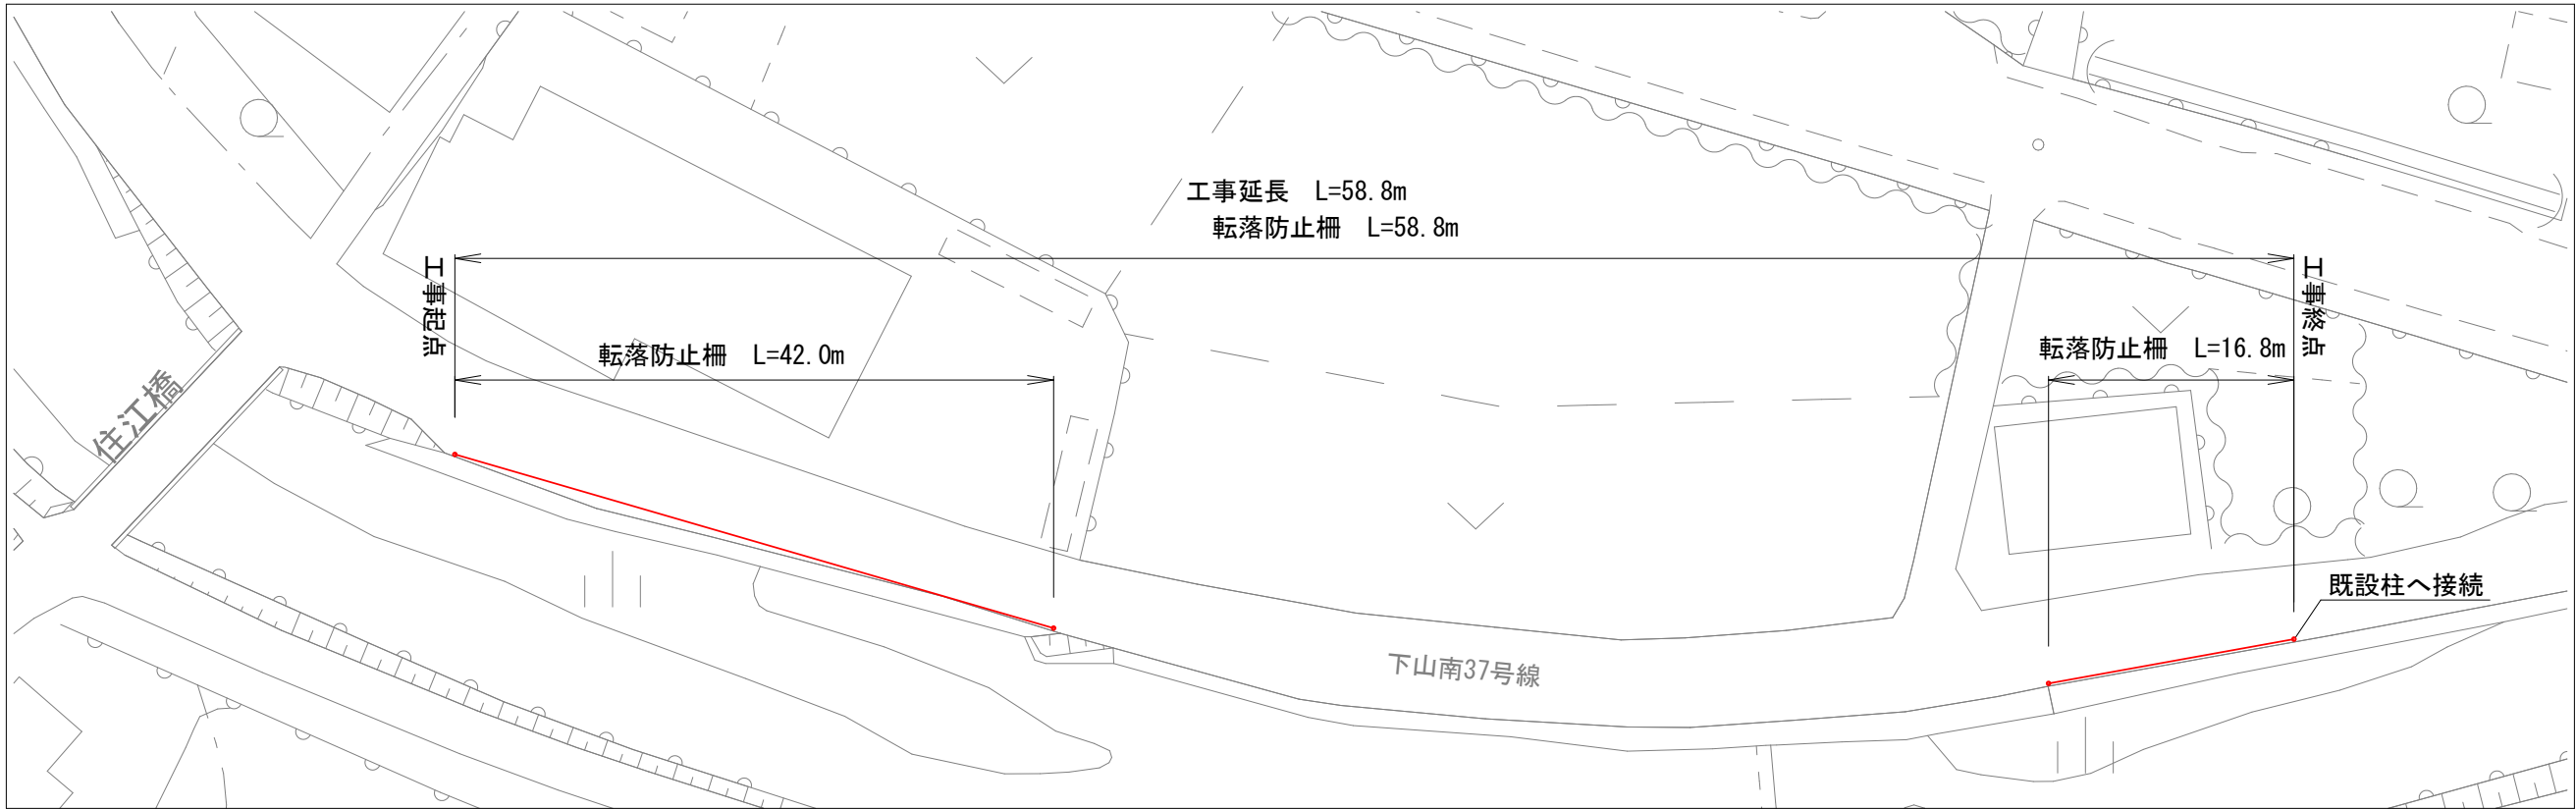 工事延長　L=58.8m
転落防止柵　L=58.8m
工事起点
工事終点
転落防止柵　L=42.0m
転落防止柵　L=16.8m
住江橋
既設柱へ接続
下山南37号線